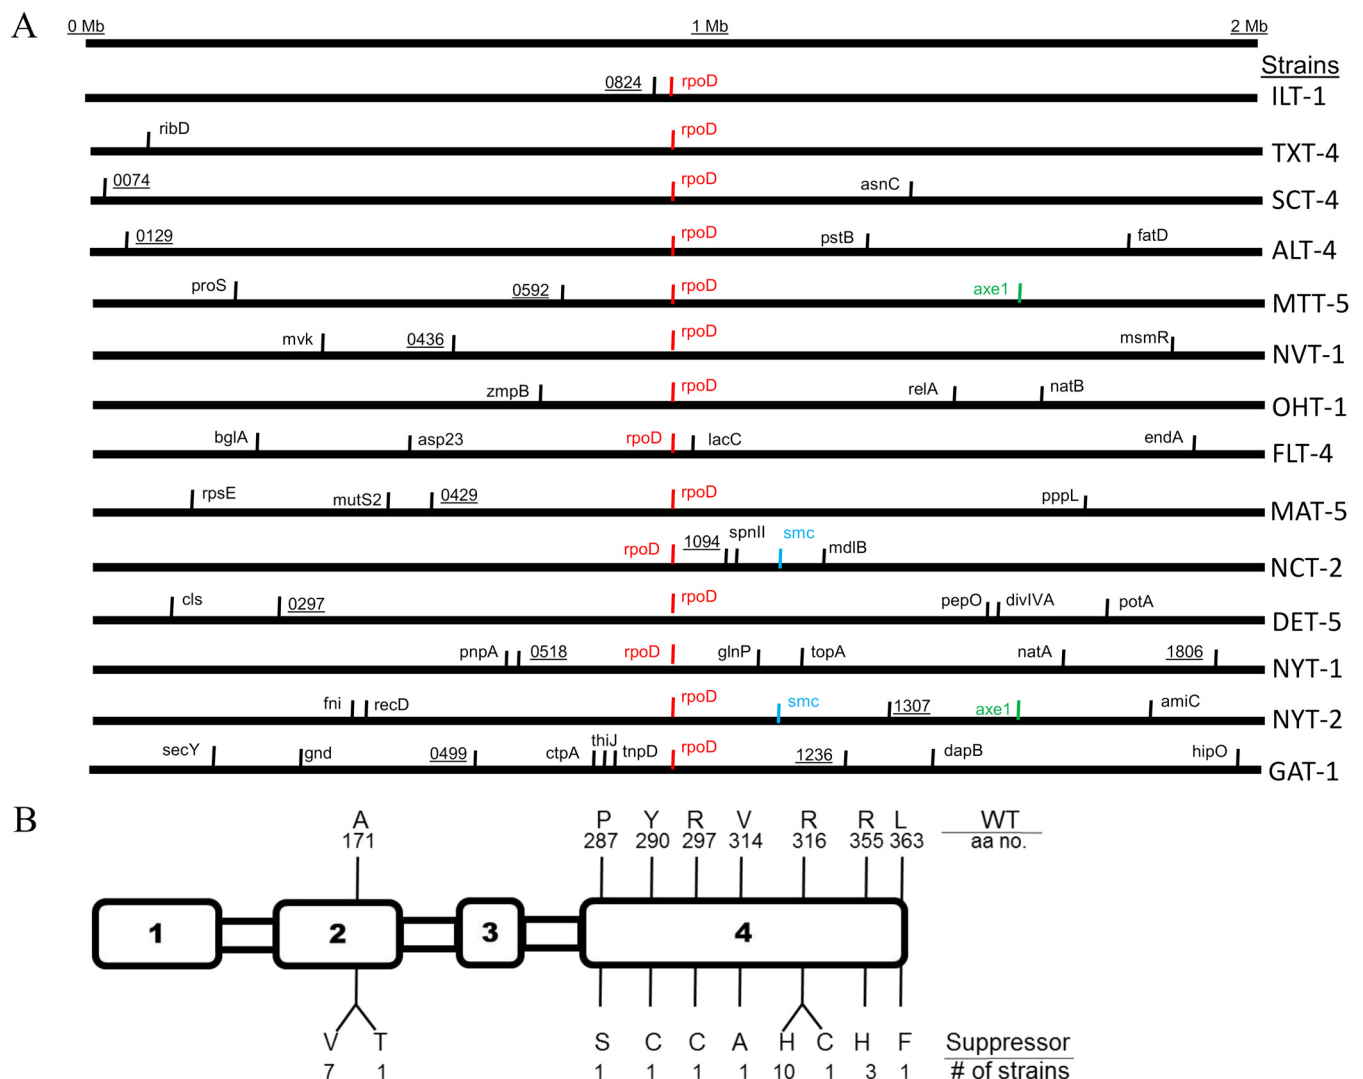 A
0 Mb 1 Mb 2 Mb
Strains
0824 rpoD ILT-1
ribD rpoD TXT-4
0074 rpoD asnC SCT-4
0129 rpoD pstB fatD ALT-4
proS 0592 rpoD axe1 MTT-5
mvk 0436 rpoD msmR NVT-1
zmpB rpoD relA natB OHT-1
bglA asp23 rpoD lacC endA FLT-4
rpsE mutS2 0429 rpoD pppL MAT-5
rpoD 1094 spnII smc mdlB NCT-2
cls 0297 rpoD pepO divIVA potA DET-5
pnpA 0518 rpoD glnP topA natA 1806 NYT-1
fni recD rpoD smc 1307 axe1 amiC NYT-2
secY gnd 0499 ctpA thiJ tnpD rpoD 1236 dapB hipO GAT-1
B
A P Y R V R R L WT
171 287 290 297 314 316 355 363 aa no.
1 2 3 4
V T S C C A H C H F Suppressor
7 1 1 1 1 1 10 1 3 1 # of strains